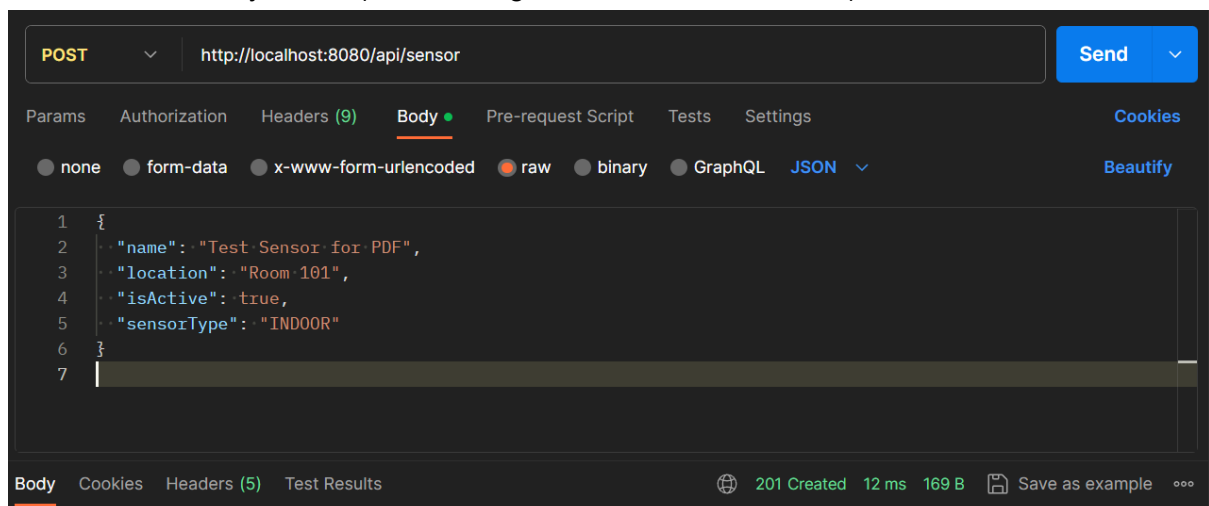 POST http://localhost:8080/api/sensor Send
Params Authorization Headers (9) Body Pre-request Script Tests Settings Cookies
none form-data x-www-form-urlencoded raw binary GraphQL JSON Beautify
1 {
2 "name": "Test Sensor for PDF",
3 "location": "Room 101",
4 "isActive": true,
5 "sensorType": "INDOOR"
6 }
7
Body Cookies Headers (5) Test Results 201 Created 12 ms 169 B Save as example